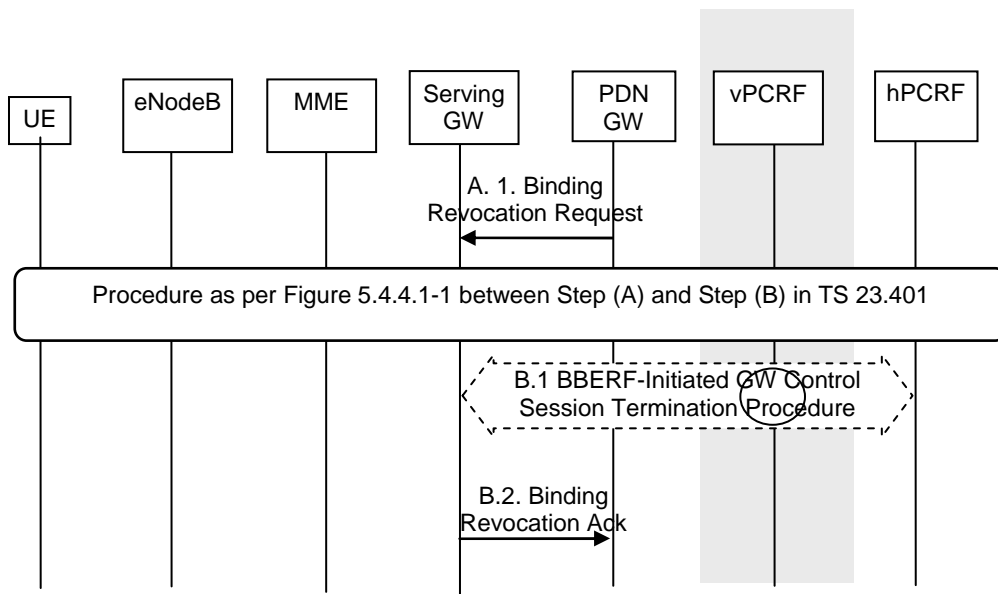 UE
eNodeB
MME
Serving
GW
PDN
GW
vPCRF
hPCRF
A. 1. Binding
Revocation Request
Procedure as per Figure 5.4.4.1-1 between Step (A) and Step (B) in TS 23.401
B.1 BBERF-Initiated GW Control
Session Termination Procedure
B.2. Binding
Revocation Ack